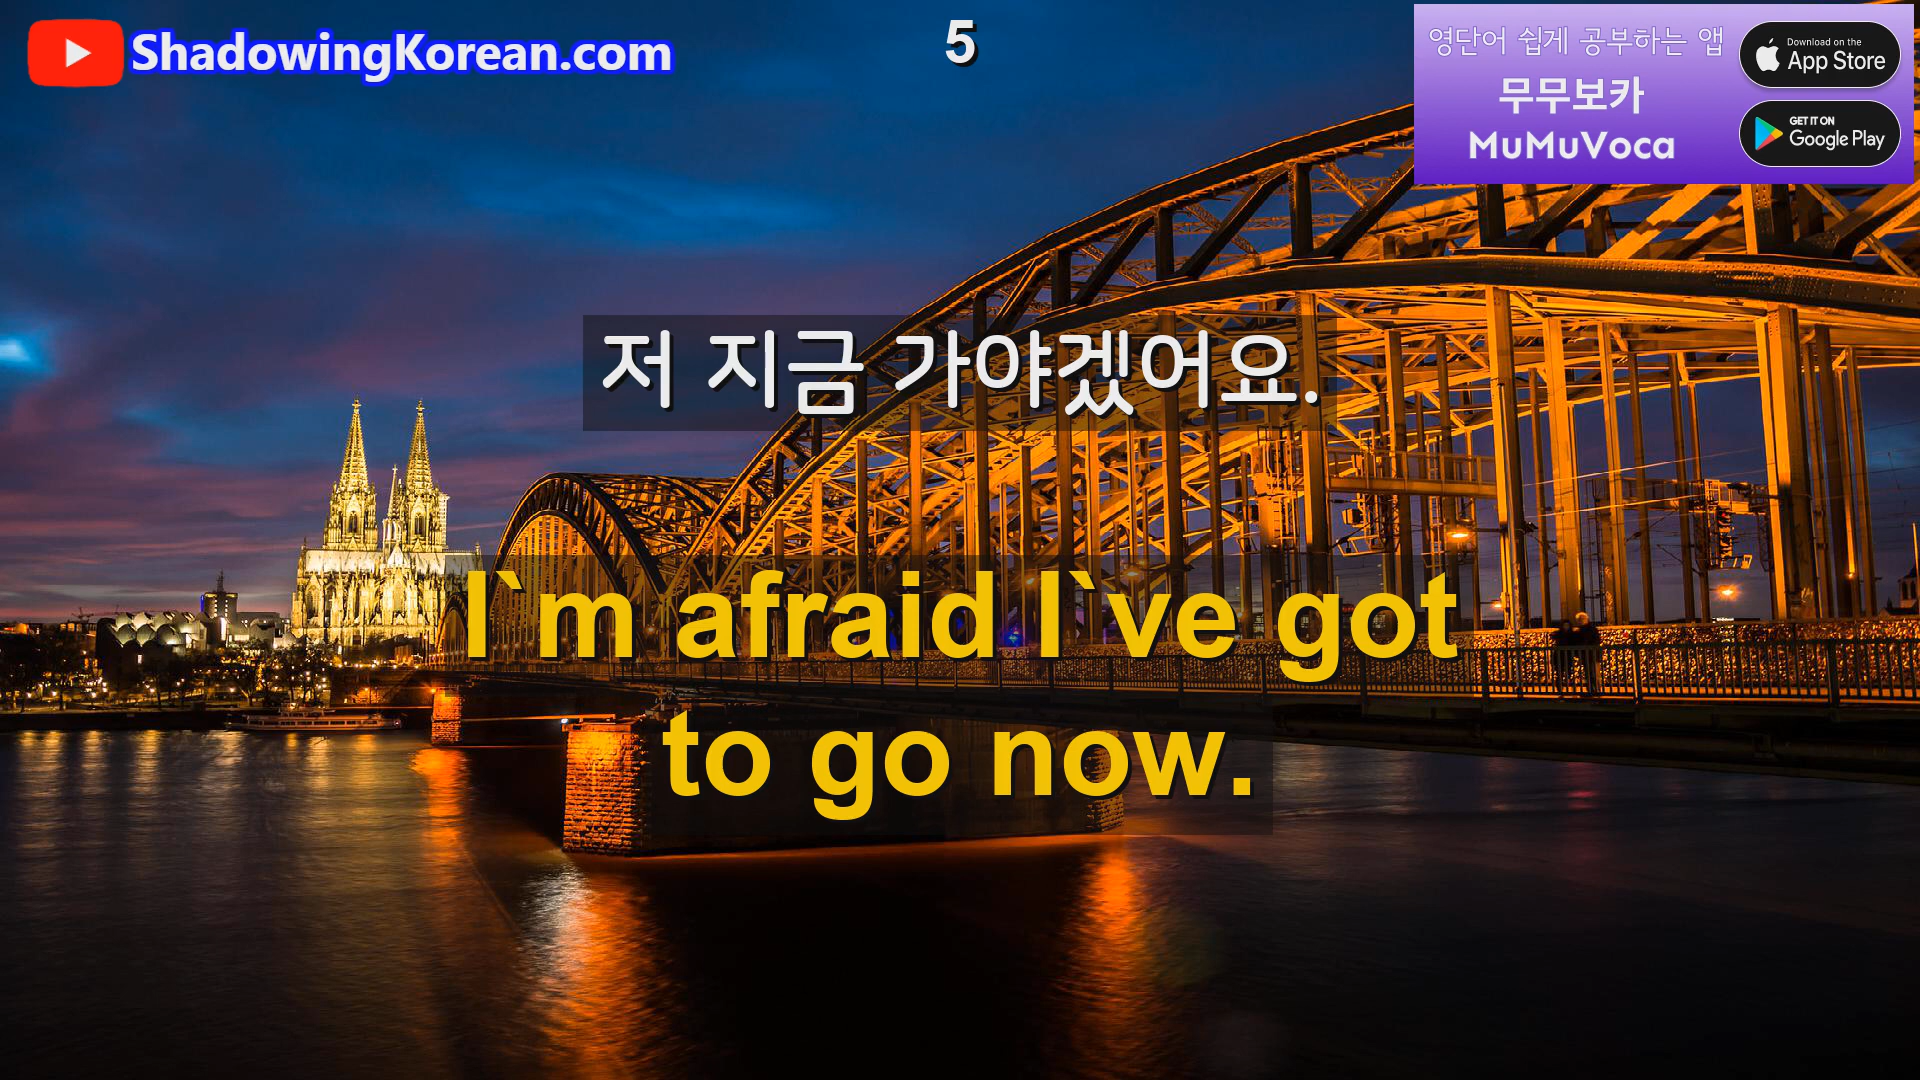 ShadowingKorean.com
5
영단어 쉽게 공부하는 앱
무무보카
MuMuVoca
Download on the
App Store
GET IT ON
Google Play
저 지금 가야겠어요.
I`m afraid I`ve got
to go now.